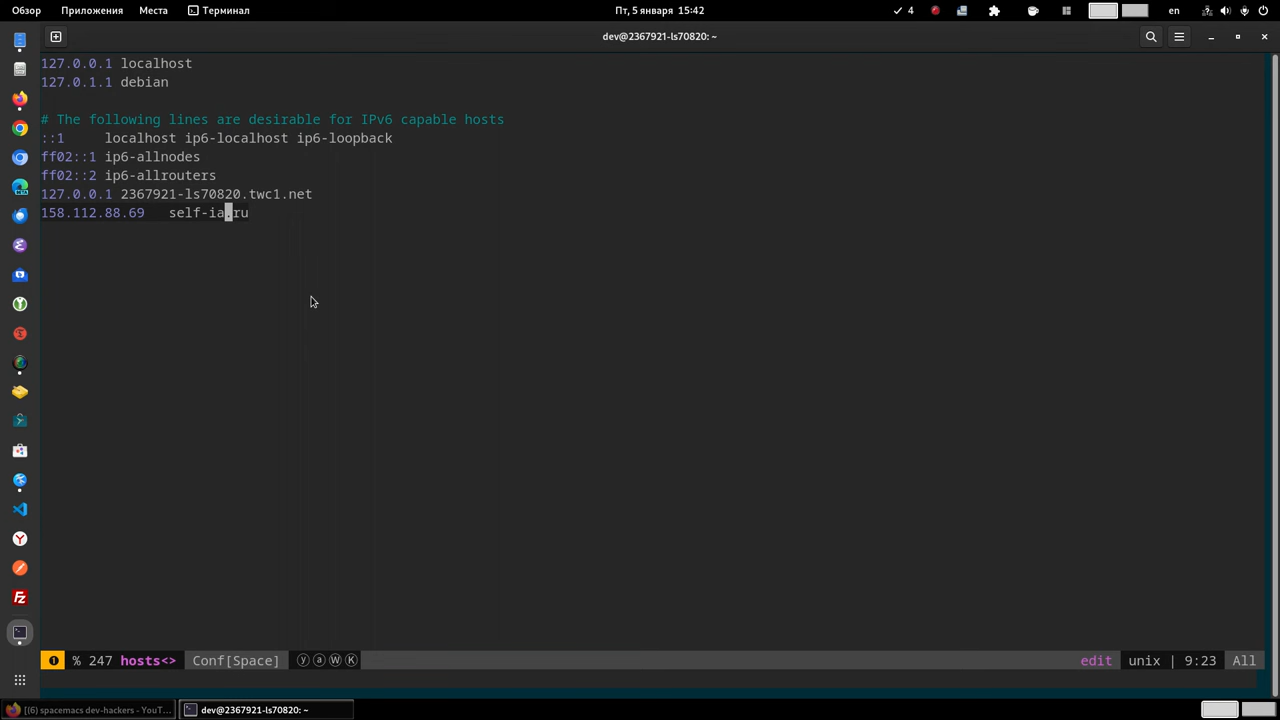 Обзор Приложения Места Терминал Пт, 5 января 15:42 4 en
dev@2367921-ls70820: ~
127.0.0.1 localhost
127.0.1.1 debian
# The following lines are desirable for IPv6 capable hosts
::1 localhost ip6-localhost ip6-loopback
ff02::1 ip6-allnodes
ff02::2 ip6-allrouters
127.0.0.1 2367921-ls70820.twc1.net
158.112.88.69 self-ia.ru
1 % 247 hosts<> Conf[Space] y a W K edit unix | 9:23 All
[(6) spacemacs dev-hackers - YouT... dev@2367921-ls70820: ~